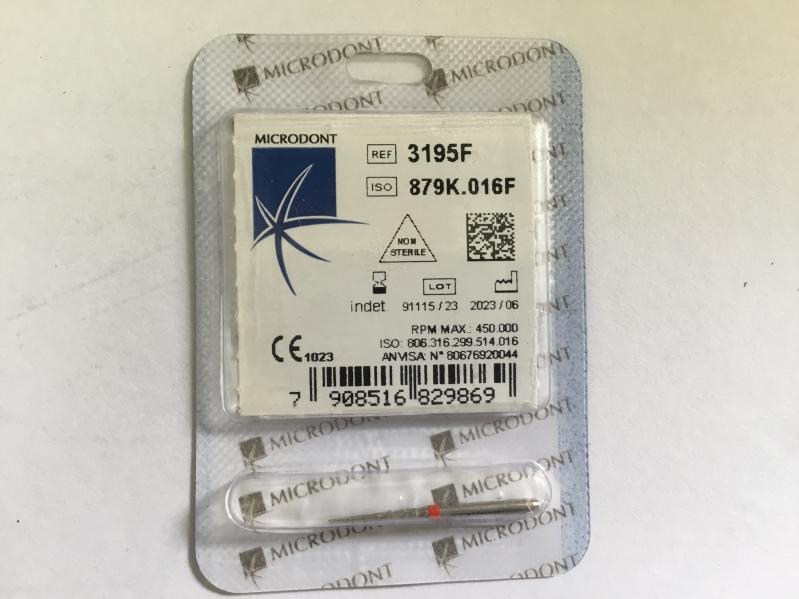 MICRODONT MICRODONT
MICRODONT
REF 3195F
ISO 879K.016F
NON
STERILE
LOT
indet 91115/23 2023/06
RPM MAX.: 450.000
ISO: 806.316.299.514.016
CE 1023 ANVISA: N° 80676920044
7 908516 829869
MICRODONT MICRODONT
MICRODONT MICRODONT
MICRODONT MICRODONT